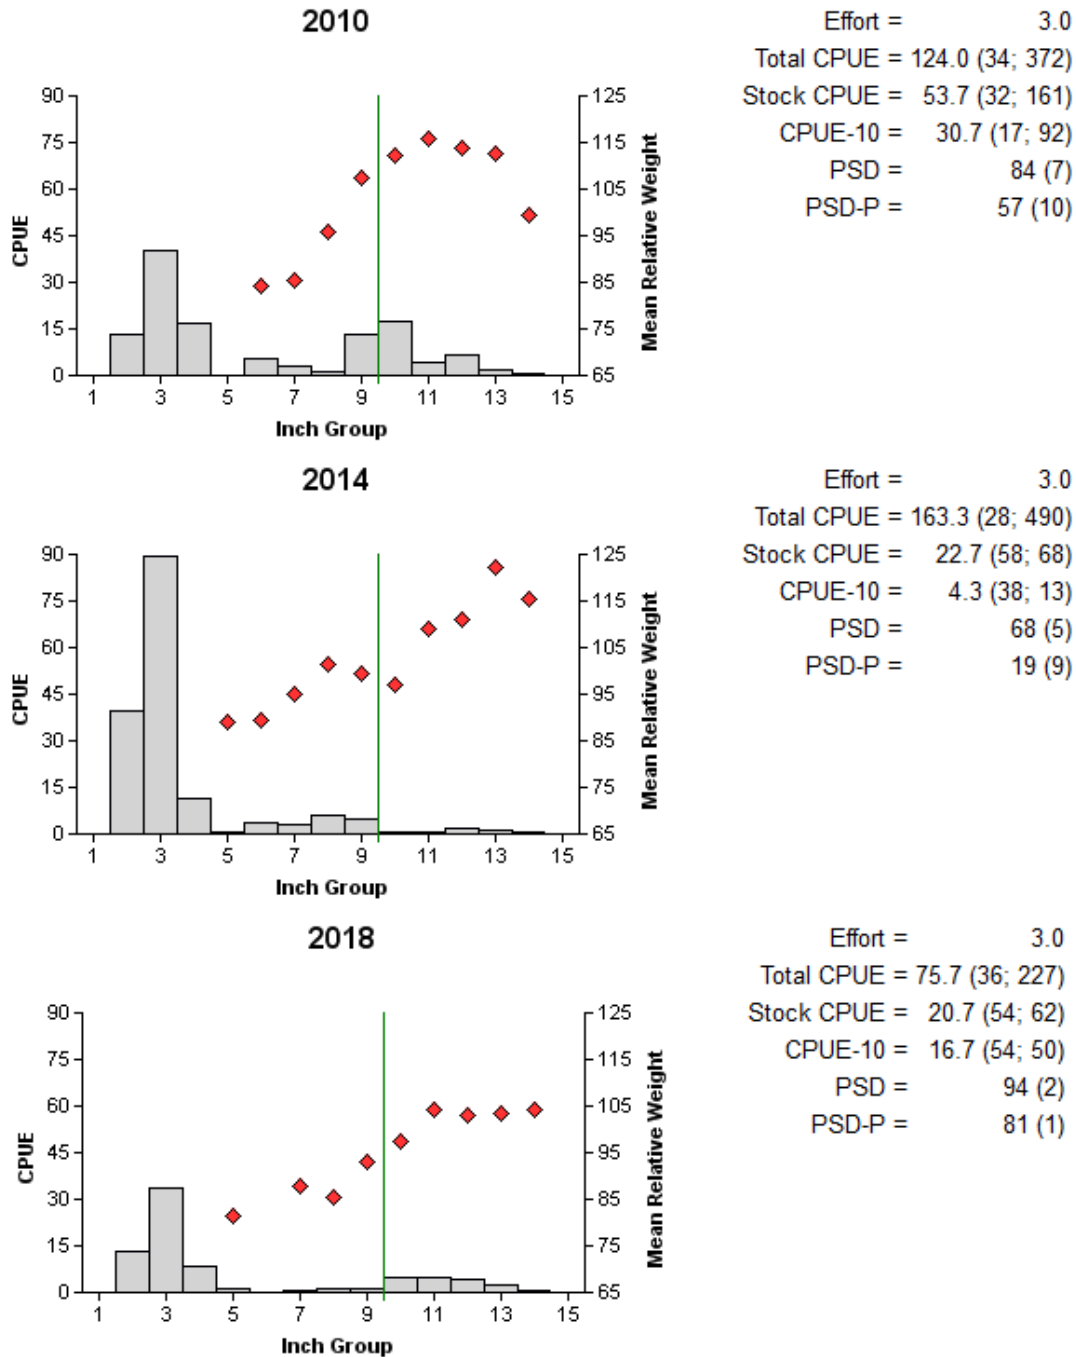 2010
Effort = 3.0
Total CPUE = 124.0 (34; 372)
Stock CPUE = 53.7 (32; 161)
CPUE-10 = 30.7 (17; 92)
PSD = 84 (7)
PSD-P = 57 (10)
90 75 60 45 30 15 0
CPUE
125 115 105 95 85 75 65
Mean Relative Weight
1 3 5 7 9 11 13 15
Inch Group
2014
Effort = 3.0
Total CPUE = 163.3 (28; 490)
Stock CPUE = 22.7 (58; 68)
CPUE-10 = 4.3 (38; 13)
PSD = 68 (5)
PSD-P = 19 (9)
90 75 60 45 30 15 0
CPUE
125 115 105 95 85 75 65
Mean Relative Weight
1 3 5 7 9 11 13 15
Inch Group
2018
Effort = 3.0
Total CPUE = 75.7 (36; 227)
Stock CPUE = 20.7 (54; 62)
CPUE-10 = 16.7 (54; 50)
PSD = 94 (2)
PSD-P = 81 (1)
90 75 60 45 30 15 0
CPUE
125 115 105 95 85 75 65
Mean Relative Weight
1 3 5 7 9 11 13 15
Inch Group